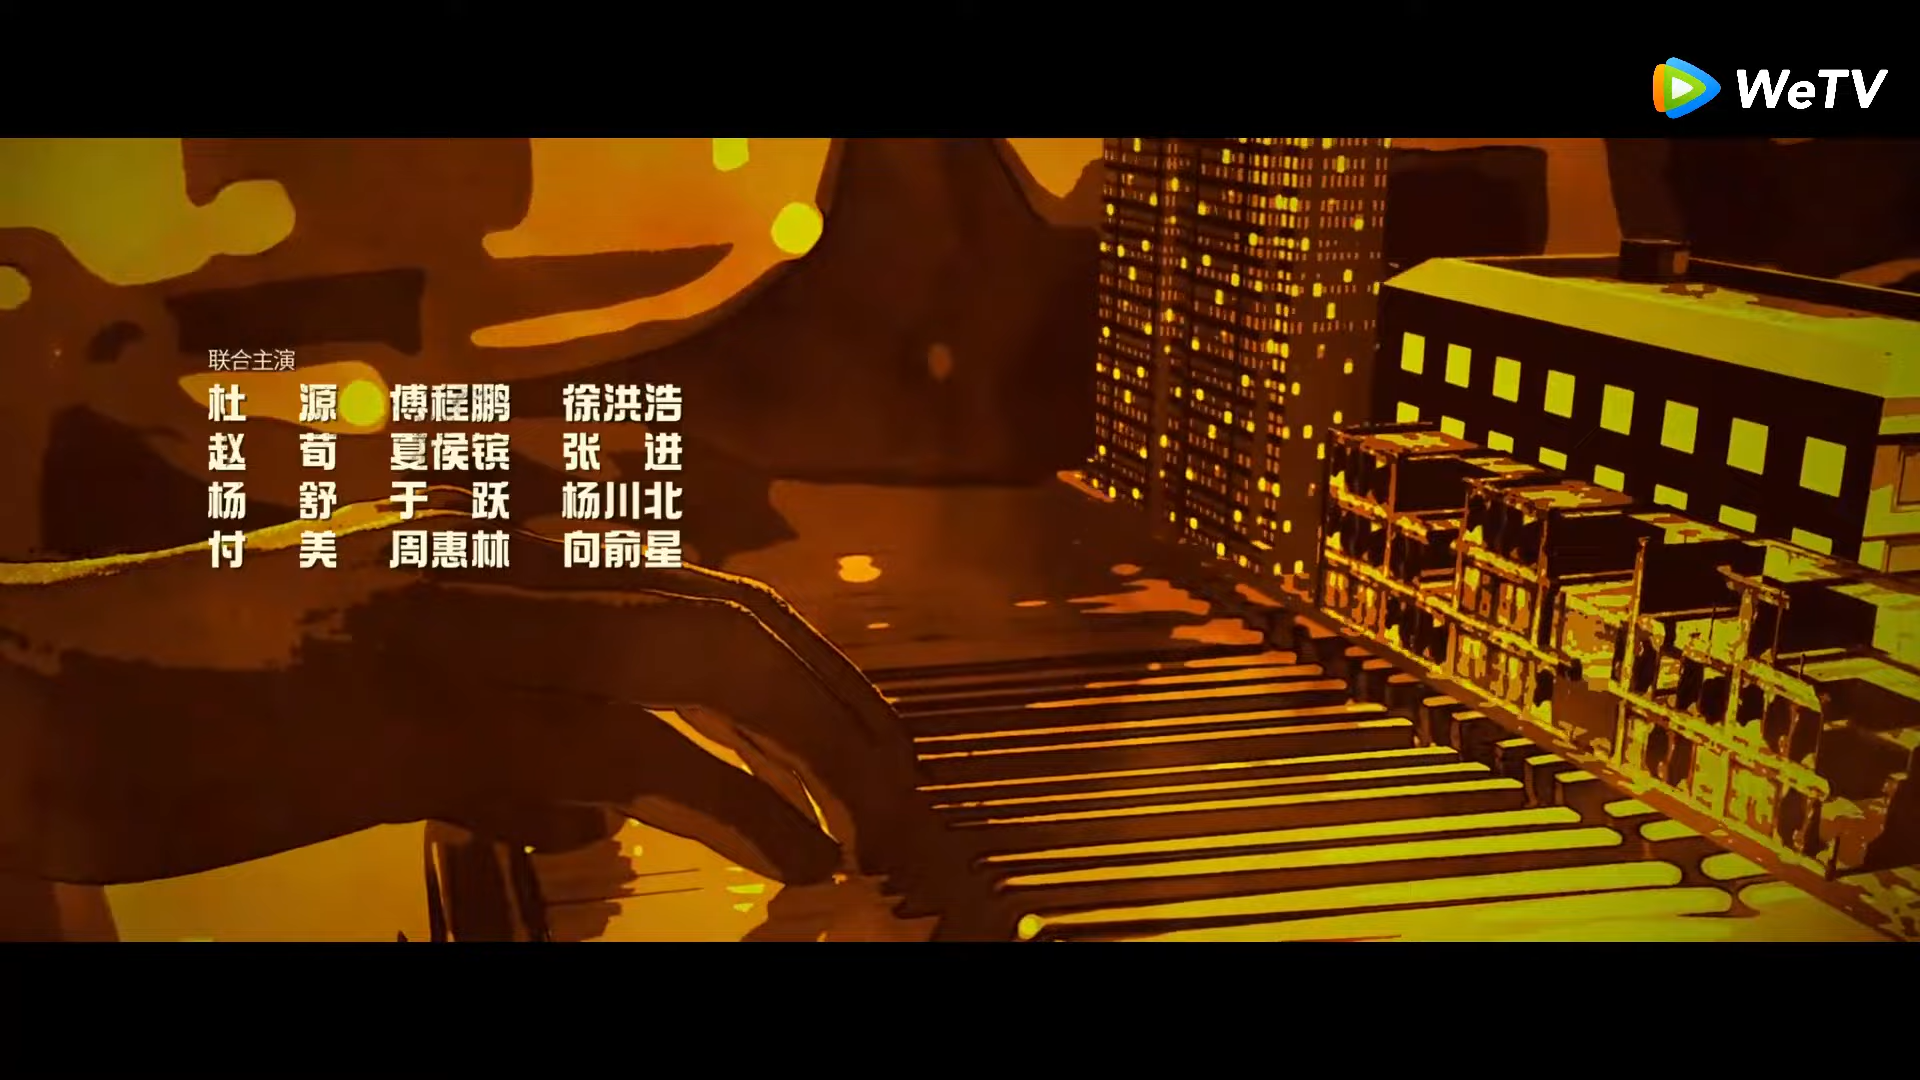 WeTV
联合主演
杜 源 傅程鹏 徐洪浩
赵 荀 夏侯镔 张 进
杨 舒 于 跃 杨川北
付 美 周惠林 向俞星